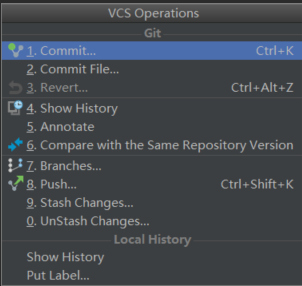 VCS Operations
Git
1. Commit... Ctrl+K
2. Commit File...
3. Revert... Ctrl+Alt+Z
4. Show History
5. Annotate
6. Compare with the Same Repository Version
7. Branches...
8. Push... Ctrl+Shift+K
9. Stash Changes...
0. UnStash Changes...
Local History
Show History
Put Label...